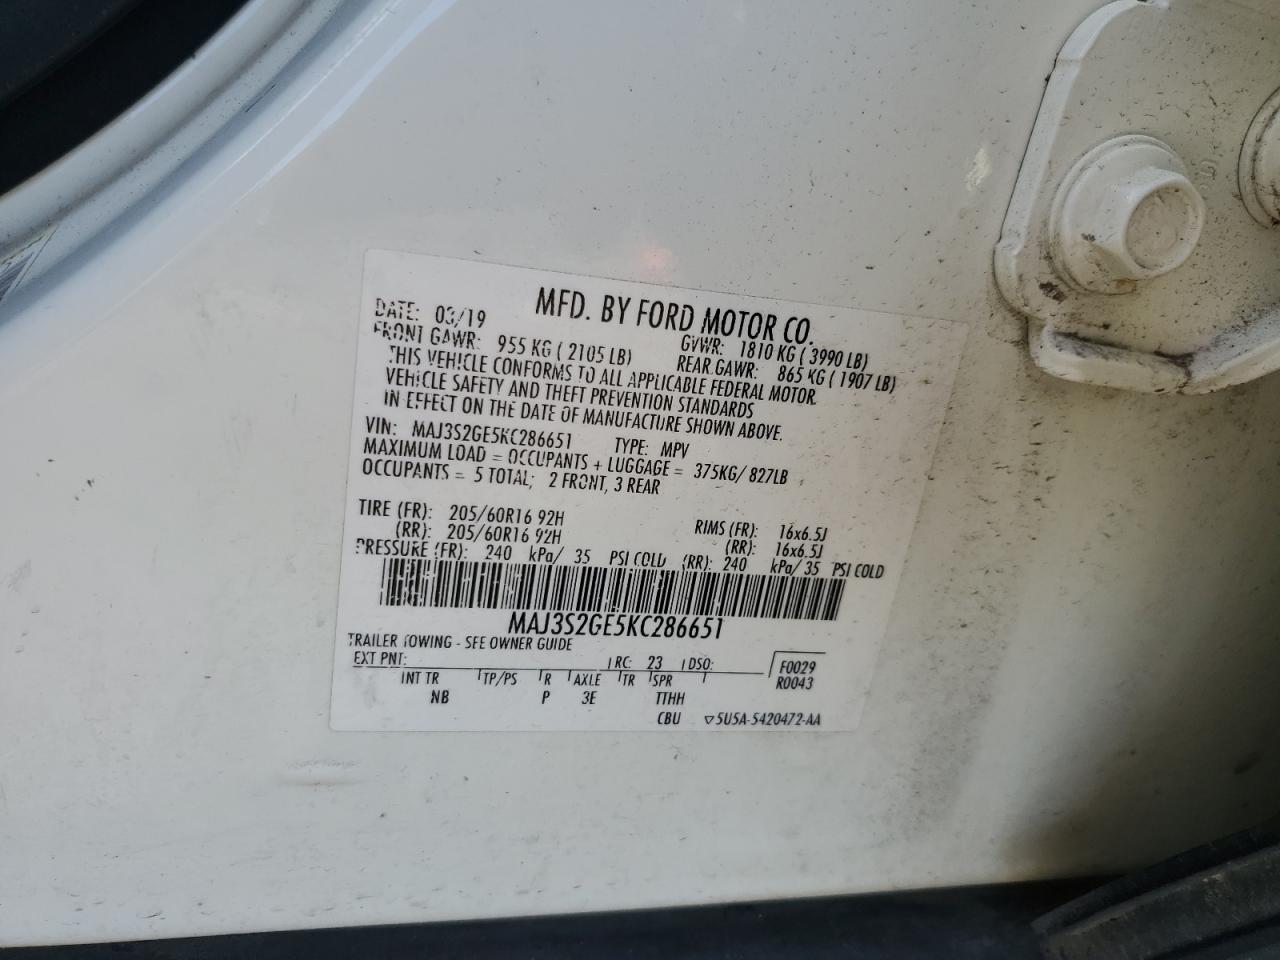 MFD. BY FORD MOTOR CO.
DATE: 03/19 GVWR: 1810 KG ( 3990 LB)
FRONT GAWR: 955 KG ( 2105 LB) REAR GAWR: 865 KG ( 1907 LB)
THIS VEHICLE CONFORMS TO ALL APPLICABLE FEDERAL MOTOR
VEHICLE SAFETY AND THEFT PREVENTION STANDARDS
IN EFFECT ON THE DATE OF MANUFACTURE SHOWN ABOVE.
VIN: MAJ3S2GE5KC286651 TYPE: MPV
MAXIMUM LOAD = OCCUPANTS + LUGGAGE = 375KG/ 827LB
OCCUPANTS = 5 TOTAL; 2 FRONT, 3 REAR
TIRE (FR): 205/60R16 92H RIMS (FR): 16x6.5J
(RR): 205/60R16 92H (RR): 16x6.5J
PRESSURE (FR): 240 kPa/ 35 PSI COLD (RR): 240 kPa/ 35 PSI COLD
MAJ3S2GE5KC286651
TRAILER TOWING - SEE OWNER GUIDE
EXT PNT: RC: 23 DSO: F0029
INT TR TP/PS R AXLE TR SPR R0043
NB P 3E TTHH
CBU ▽5U5A-5420472-AA